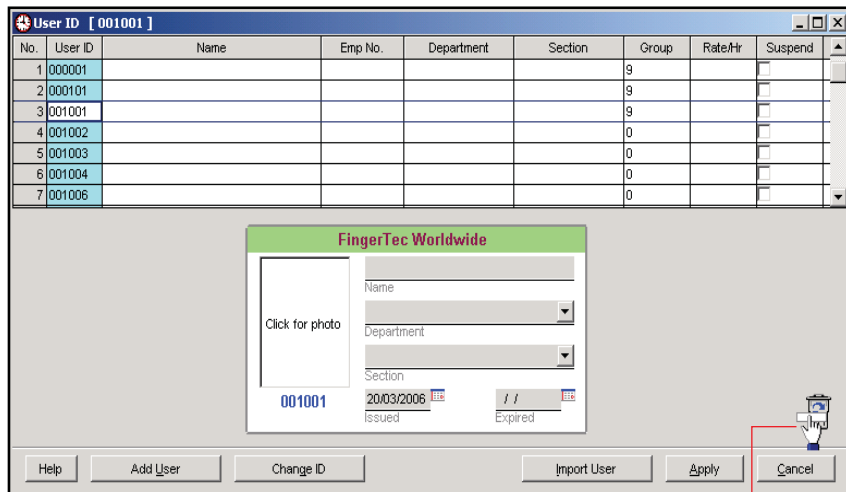 User ID [ 001001 ]
No. User ID Name Emp No. Department Section Group Rate/Hr Suspend
1 000001 9
2 000101 9
3 001001 9
4 001002 0
5 001003 0
6 001004 0
7 001006 0
FingerTec Worldwide
Click for photo
Name
Department
Section
001001
20/03/2006 / /
Issued Expired
Help Add User Change ID Import User Apply Cancel